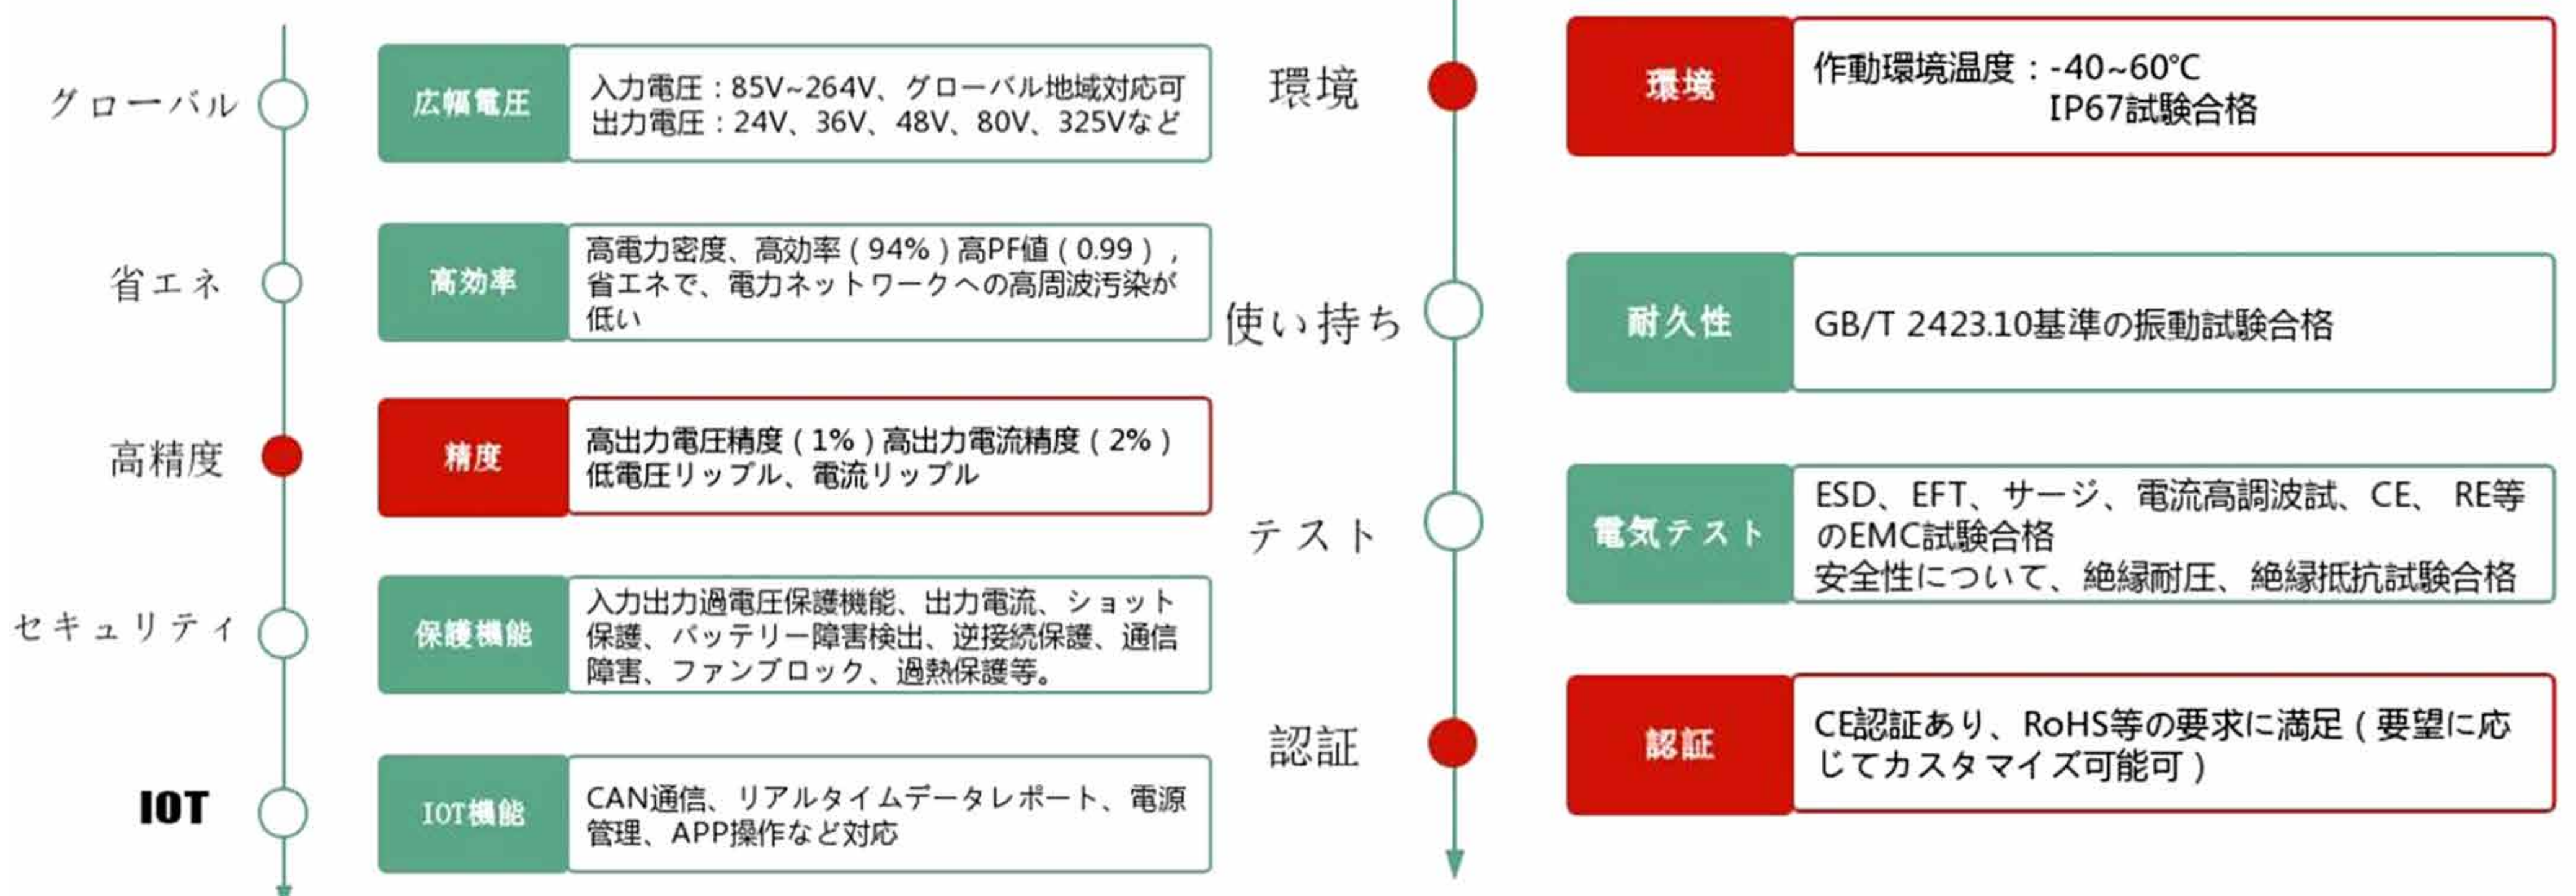 グローバル
広幅電圧
入力電圧：85V~264V、グローバル地域対応可
出力電圧：24V、36V、48V、80V、325Vなど
省エネ
高効率
高電力密度、高効率（94%）高PF値（0.99），
省エネで、電力ネットワークへの高周波汚染が
低い
高精度
精度
高出力電圧精度（1%）高出力電流精度（2%）
低電圧リップル、電流リップル
セキュリティ
保護機能
入力出力過電圧保護機能、出力電流、ショット
保護、バッテリー障害検出、逆接続保護、通信
障害、ファンブロック、過熱保護等。
IOT
IOT機能
CAN通信、リアルタイムデータレポート、電源
管理、APP操作など対応
環境
環境
作動環境温度：-40~60℃
IP67試験合格
使い持ち
耐久性
GB/T 2423.10基準の振動試験合格
テスト
電気テスト
ESD、EFT、サージ、電流高調波試、CE、 RE等
のEMC試験合格
安全性について、絶縁耐圧、絶縁抵抗試験合格
認証
認証
CE認証あり、RoHS等の要求に満足（要望に応
じてカスタマイズ可能可）